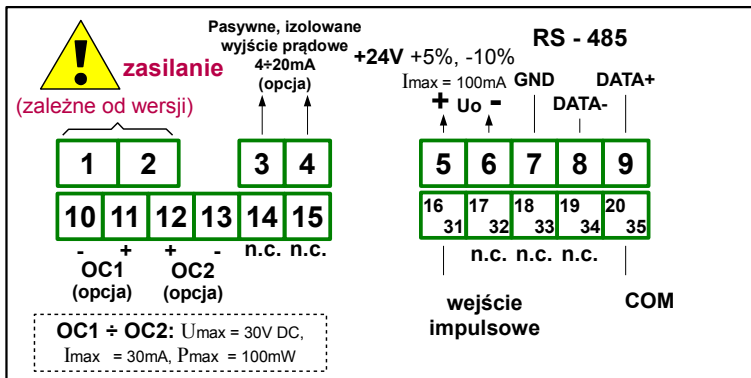 !
zasilanie
(zależne od wersji)
Pasywne, izolowane
wyjście prądowe
4÷20mA
(opcja)
+24V +5%, -10%
Imax = 100mA
+ Uo -
RS - 485
GND
DATA-
DATA+
1 2 3 4 5 6 7 8 9
10 11 12 13 14 15
16 31 17 32 18 33 19 34 20 35
- + + - n.c. n.c.
OC1
(opcja)
OC2
(opcja)
n.c. n.c. n.c.
wejście
impulsowe
COM
OC1 ÷ OC2: Umax = 30V DC,
Imax = 30mA, Pmax = 100mW